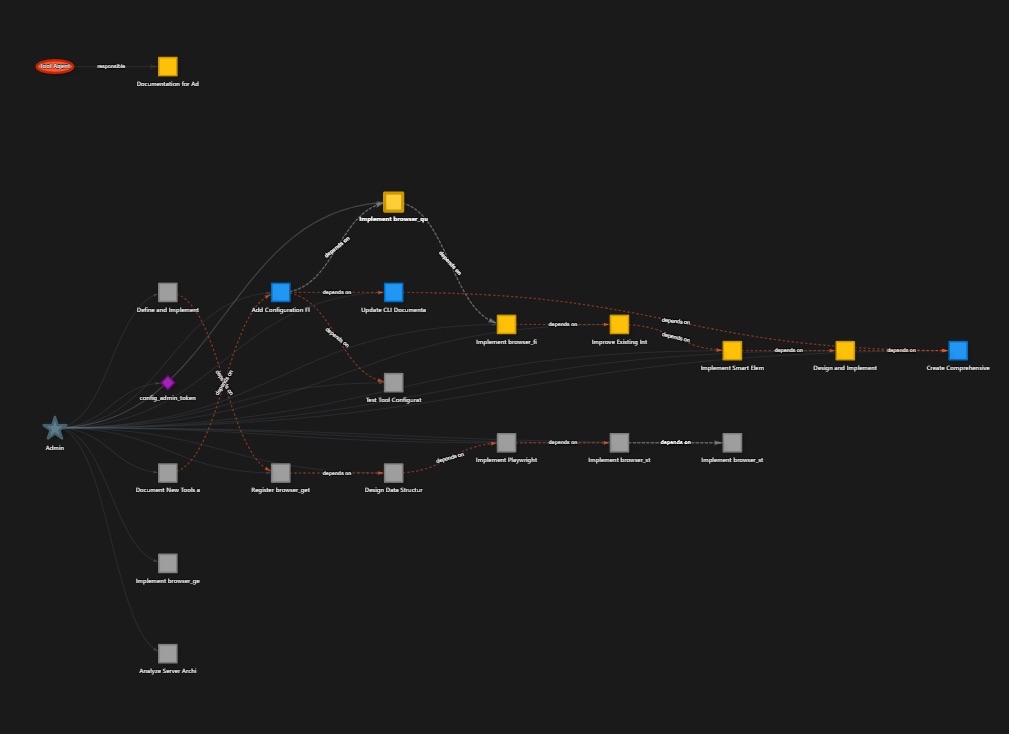 Tool Agent
responsible
Documentation for Ad
Implement browser_qu
depends on
depends on
Define and Implement
Add Configuration Fl
depends on
Update CLI Documenta
depends on
Implement browser_fi
depends on
Improve Existing Int
depends on
depends on
Implement Smart Elem
depends on
Design and Implement
depends on
Create Comprehensive
config_admin_token
depends on
depends on
Test Tool Configurat
Admin
Implement Playwright
depends on
Implement browser_st
depends on
Implement browser_st
depends on
Document New Tools a
Register browser_get
depends on
Design Data Structur
Implement browser_ge
Analyze Server Archi